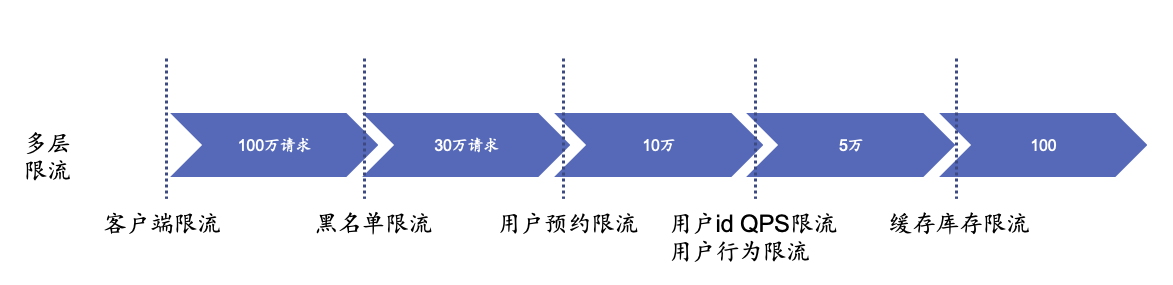 多层
限流
100万请求
30万请求
10万
5万
100
客户端限流
黑名单限流
用户预约限流
用户id QPS限流
用户行为限流
缓存库存限流